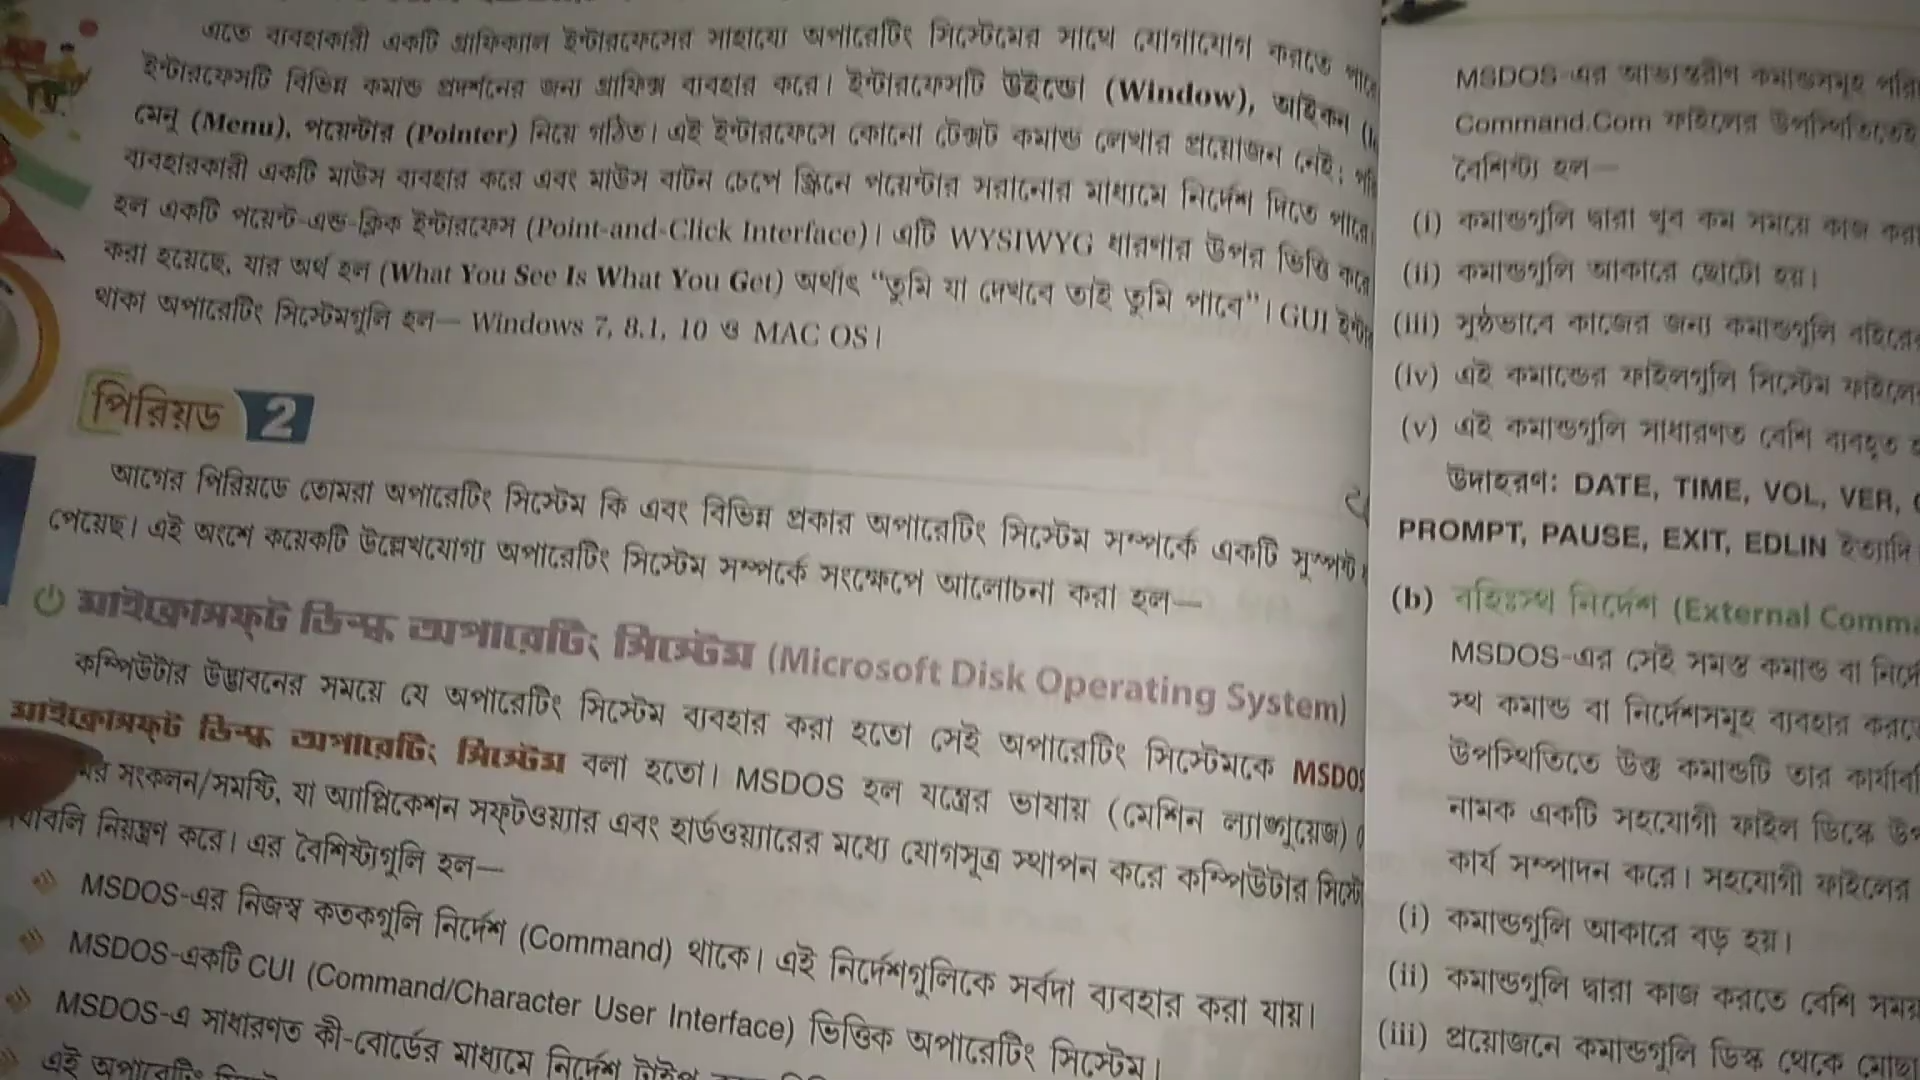 এতে ব্যবহাকারী একটি গ্রাফিক্যাল ইন্টারফেসের সাহায্যে অপারেটিং সিস্টেমের সাথে যোগাযোগ করতে পারে
ইন্টারফেসটি বিভিন্ন কমান্ড প্রদর্শনের জন্য গ্রাফিক্স ব্যবহার করে। ইন্টারফেসটি উইন্ডো (Window), আইকন
মেনু (Menu), পয়েন্টার (Pointer) নিয়ে গঠিত। এই ইন্টারফেসে কোনো টেক্সট কমান্ড লেখার প্রয়োজন নেই;
ব্যবহারকারী একটি মাউস ব্যবহার করে এবং মাউস বাটন চেপে স্ক্রিনে পয়েন্টার সরানোর মাধ্যমে নির্দেশ দিতে পারে।
হল একটি পয়েন্ট-এন্ড-ক্লিক ইন্টারফেস (Point-and-Click Interface)। এটি WYSIWYG ধারণার উপর ভিত্তি করে
করা হয়েছে, যার অর্থ হল (What You See Is What You Get) অর্থাৎ “তুমি যা দেখবে তাই তুমি পাবে”। GUI
থাকা অপারেটিং সিস্টেমগুলি হল— Windows 7, 8.1, 10 ও MAC OS।
পিরিয়ড 2
আগের পিরিয়ডে তোমরা অপারেটিং সিস্টেম কি এবং বিভিন্ন প্রকার অপারেটিং সিস্টেম সম্পর্কে একটি সুস্পষ্ট
পেয়েছ। এই অংশে কয়েকটি উল্লেখযোগ্য অপারেটিং সিস্টেম সম্পর্কে সংক্ষেপে আলোচনা করা হল—
মাইক্রোসফ্‌ট ডিস্ক অপারেটিং সিস্টেম (Microsoft Disk Operating System)
কম্পিউটার উদ্ভাবনের সময়ে যে অপারেটিং সিস্টেম ব্যবহার করা হতো সেই অপারেটিং সিস্টেমকে MSDOS
মাইক্রোসফ্‌ট ডিস্ক অপারেটিং সিস্টেম বলা হতো। MSDOS হল যন্ত্রের ভাষায় (মেশিন ল্যাঙ্গুয়েজ)
সংকলন/সমষ্টি, যা অ্যাপ্লিকেশন সফ্‌টওয়্যার এবং হার্ডওয়্যারের মধ্যে যোগসূত্র স্থাপন করে কম্পিউটার
নিয়ন্ত্রণ করে। এর বৈশিষ্ট্যগুলি হল—
MSDOS-এর নিজস্ব কতকগুলি নির্দেশ (Command) থাকে। এই নির্দেশগুলিকে সর্বদা ব্যবহার করা যায়।
MSDOS-একটি CUI (Command/Character User Interface) ভিত্তিক অপারেটিং সিস্টেম।
MSDOS-এ সাধারণত কী-বোর্ডের মাধ্যমে নির্দেশ টাইপ
এই অপারেটিং
MSDOS-এর আভ্যন্তরীণ কমান্ডসমূহ
Command.Com ফাইলের উপস্থিতিতেই
বৈশিষ্ট্য হল—
(i) কমান্ডগুলি দ্বারা খুব কম সময়ে কাজ করা
(ii) কমান্ডগুলি আকারে ছোটো হয়।
(iii) সুষ্ঠভাবে কাজের জন্য কমান্ডগুলি
(iv) এই কমান্ডের ফাইলগুলি সিস্টেম
(v) এই কমান্ডগুলি সাধারণত বেশি ব্যবহৃত
উদাহরণ: DATE, TIME, VOL, VER,
PROMPT, PAUSE, EXIT, EDLIN ইত্যাদি
(b) বহিঃস্থ নির্দেশ (External Comma
MSDOS-এর সেই সমস্ত কমান্ড বা
স্থ কমান্ড বা নির্দেশসমূহ ব্যবহার
উপস্থিতিতে উক্ত কমান্ডটি তার
নামক একটি সহযোগী ফাইল ডিস্কে
কার্য সম্পাদন করে। সহযোগী ফাইলের
(i) কমান্ডগুলি আকারে বড় হয়।
(ii) কমান্ডগুলি দ্বারা কাজ করতে বেশি সময়
(iii) প্রয়োজনে কমান্ডগুলি ডিস্ক থেকে মোছা